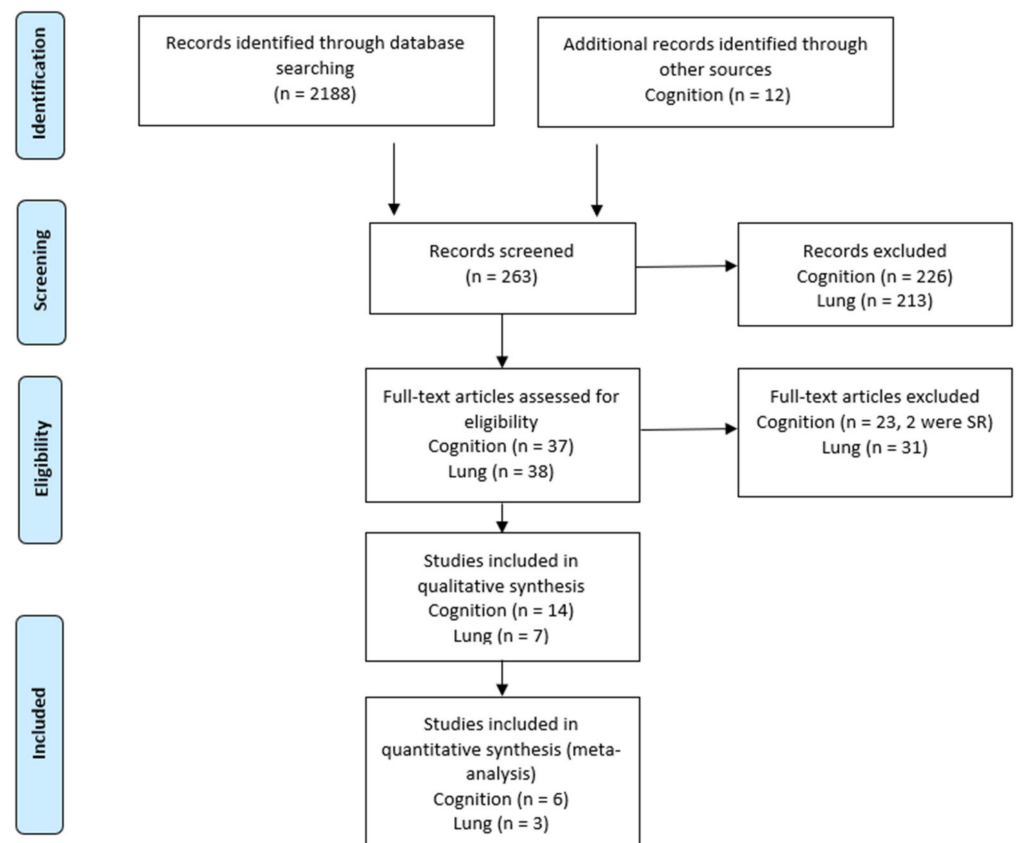 Identification
Records identified through database
searching
(n = 2188)
Additional records identified through
other sources
Cognition (n = 12)
Screening
Records screened
(n = 263)
Records excluded
Cognition (n = 226)
Lung (n = 213)
Eligibility
Full-text articles assessed for
eligibility
Cognition (n = 37)
Lung (n = 38)
Full-text articles excluded
Cognition (n = 23, 2 were SR)
Lung (n = 31)
Studies included in
qualitative synthesis
Cognition (n = 14)
Lung (n = 7)
Included
Studies included in
quantitative synthesis (meta-
analysis)
Cognition (n = 6)
Lung (n = 3)